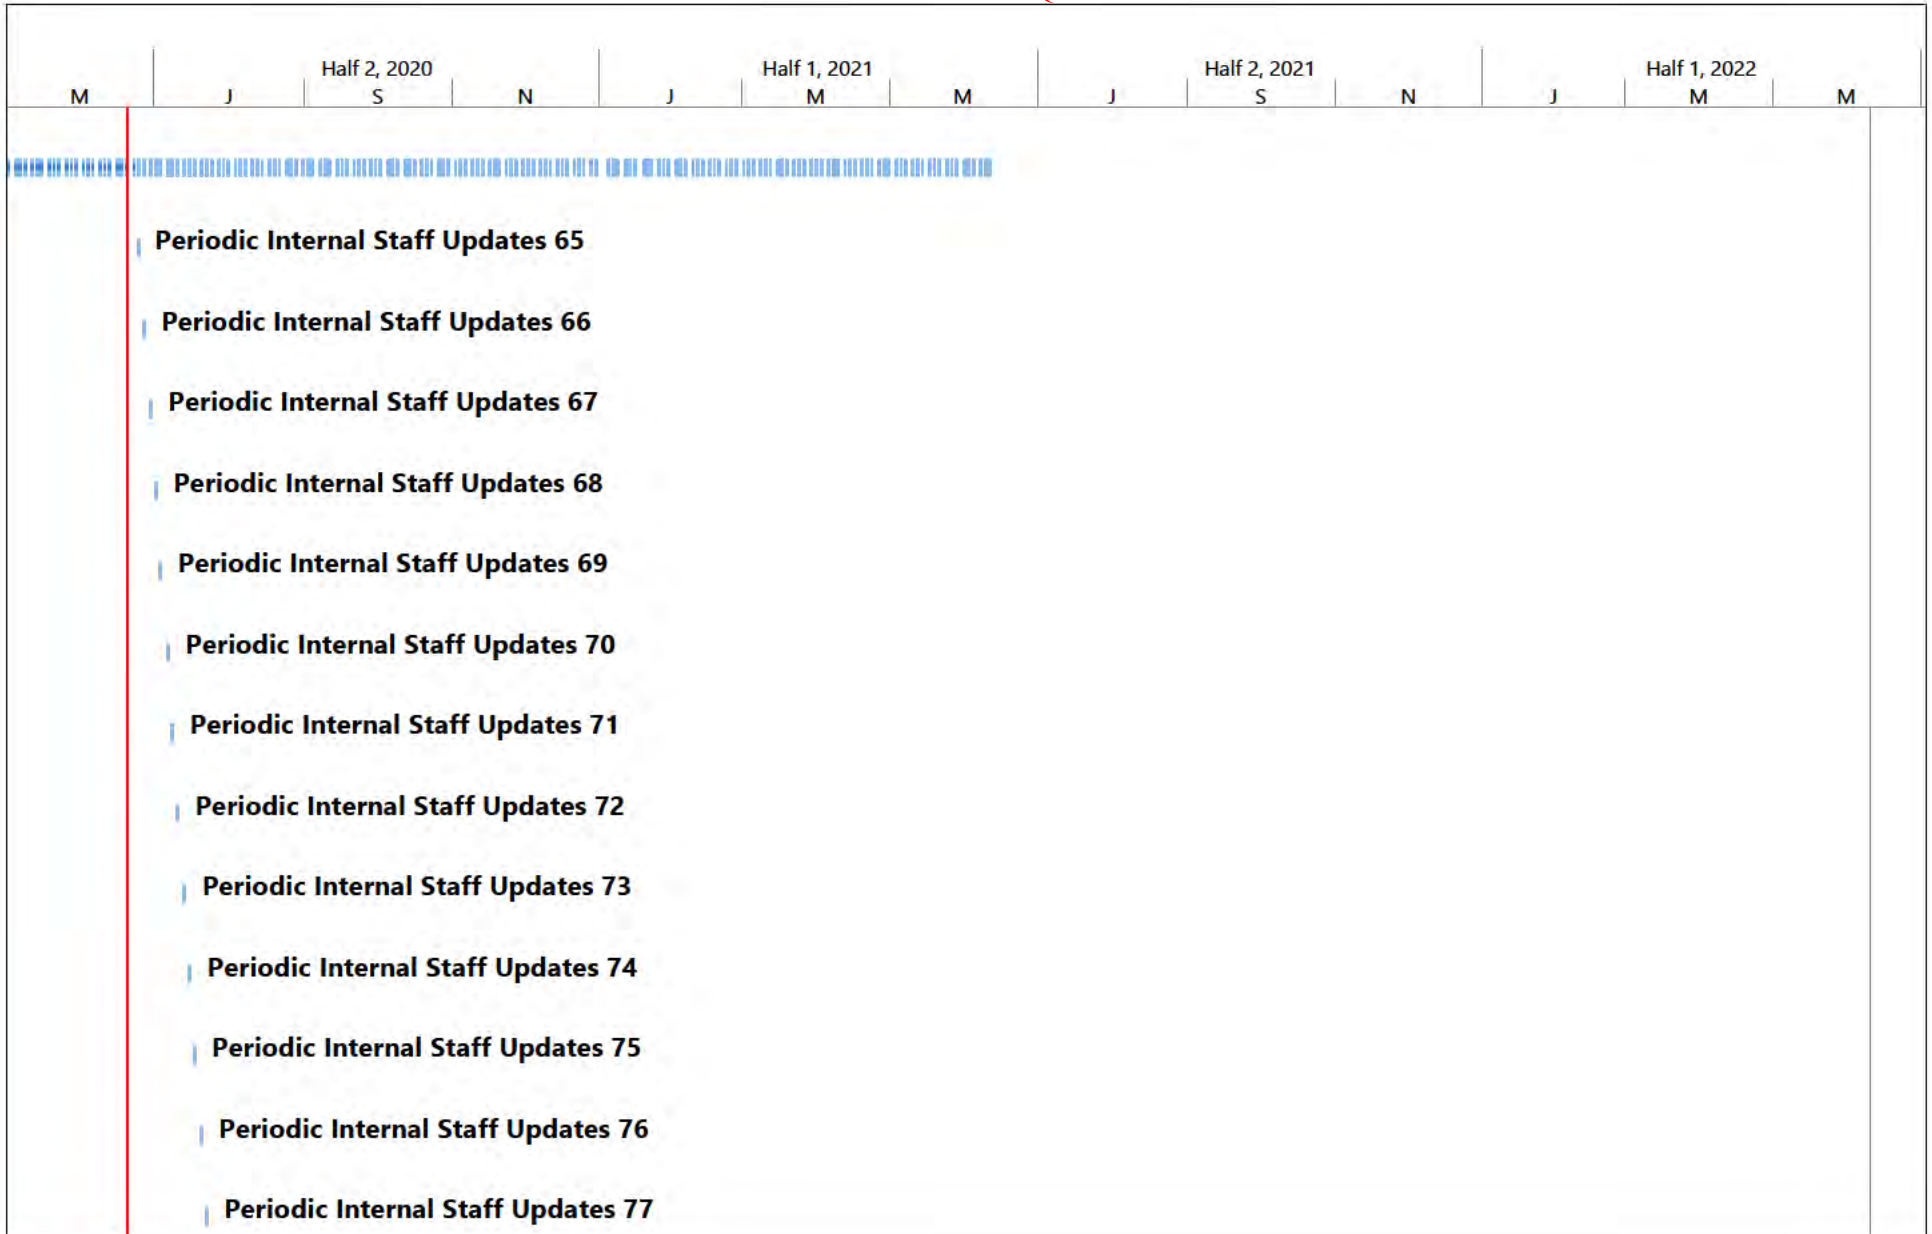 Half 2, 2020 Half 1, 2021 Half 2, 2021 Half 1, 2022
M J S N J M M J S N J M M
Periodic Internal Staff Updates 65
Periodic Internal Staff Updates 66
Periodic Internal Staff Updates 67
Periodic Internal Staff Updates 68
Periodic Internal Staff Updates 69
Periodic Internal Staff Updates 70
Periodic Internal Staff Updates 71
Periodic Internal Staff Updates 72
Periodic Internal Staff Updates 73
Periodic Internal Staff Updates 74
Periodic Internal Staff Updates 75
Periodic Internal Staff Updates 76
Periodic Internal Staff Updates 77